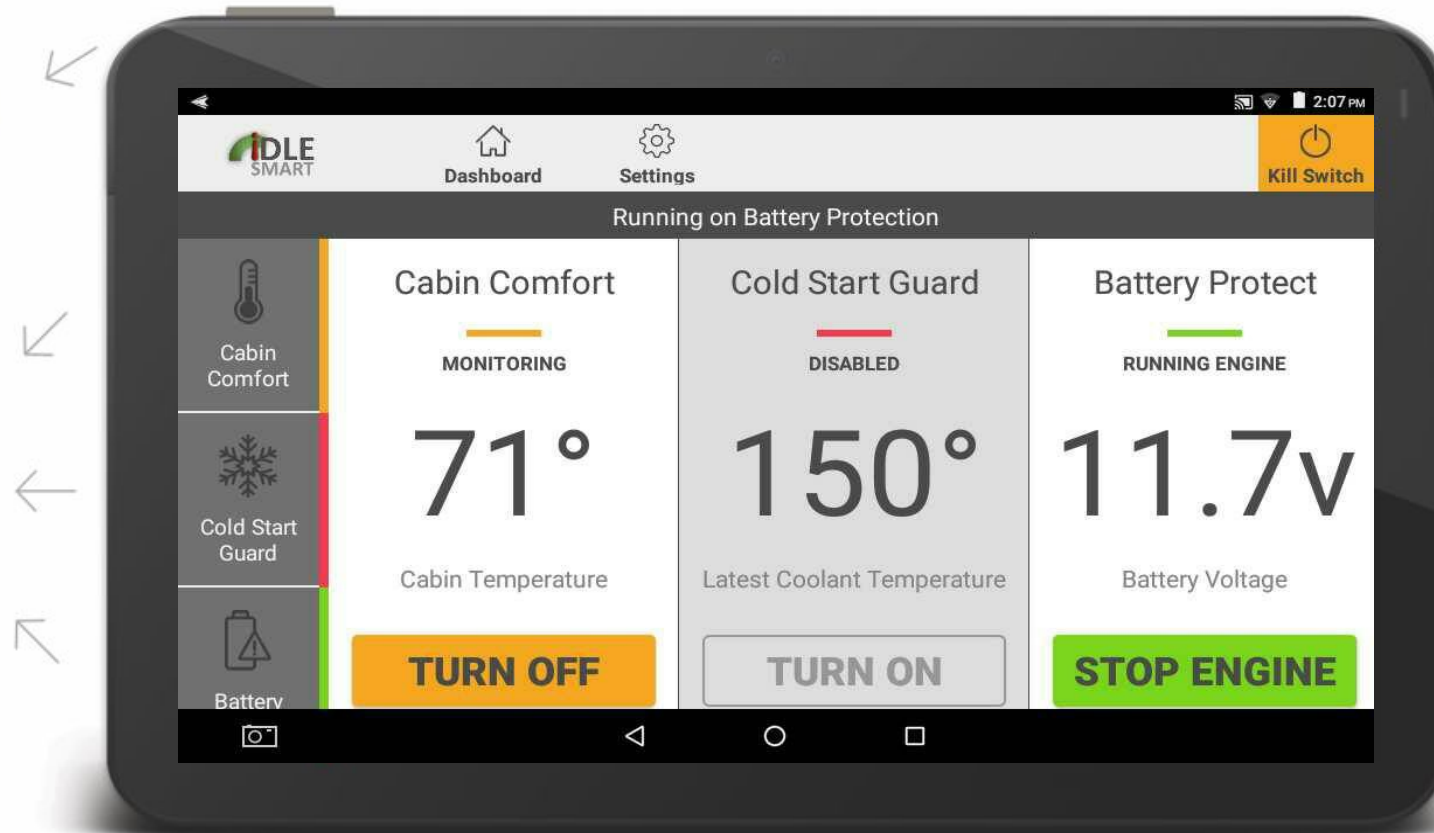 2:07 PM
iDLE
SMART
Dashboard
Settings
Kill Switch
Running on Battery Protection
Cabin
Comfort
Cold Start
Guard
Battery
Cabin Comfort
MONITORING
71°
Cabin Temperature
TURN OFF
Cold Start Guard
DISABLED
150°
Latest Coolant Temperature
TURN ON
Battery Protect
RUNNING ENGINE
11.7v
Battery Voltage
STOP ENGINE